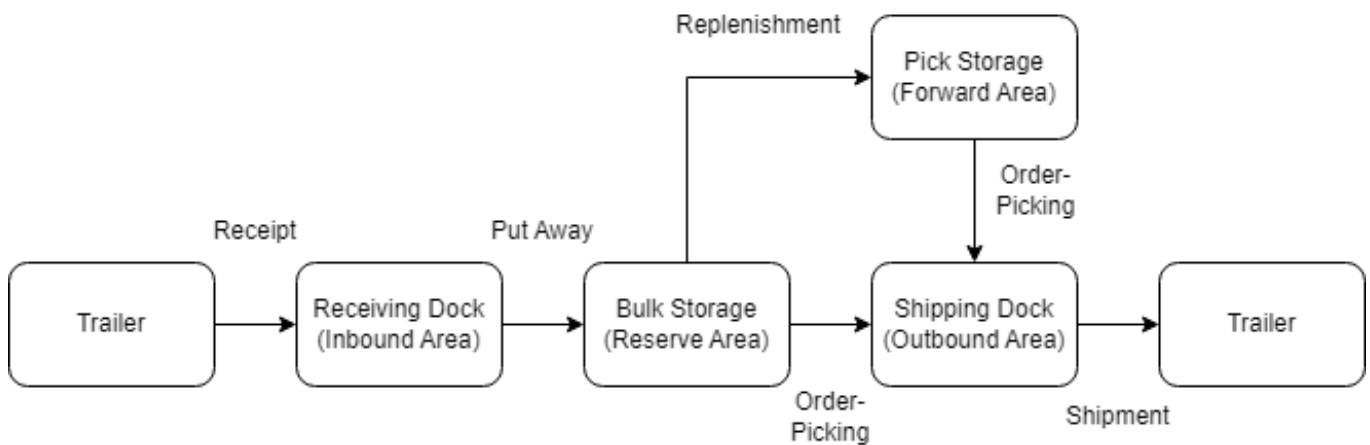 Replenishment
Pick Storage
(Forward Area)
Order-
Picking
Receipt
Put Away
Trailer
Receiving Dock
(Inbound Area)
Bulk Storage
(Reserve Area)
Shipping Dock
(Outbound Area)
Trailer
Order-
Picking
Shipment